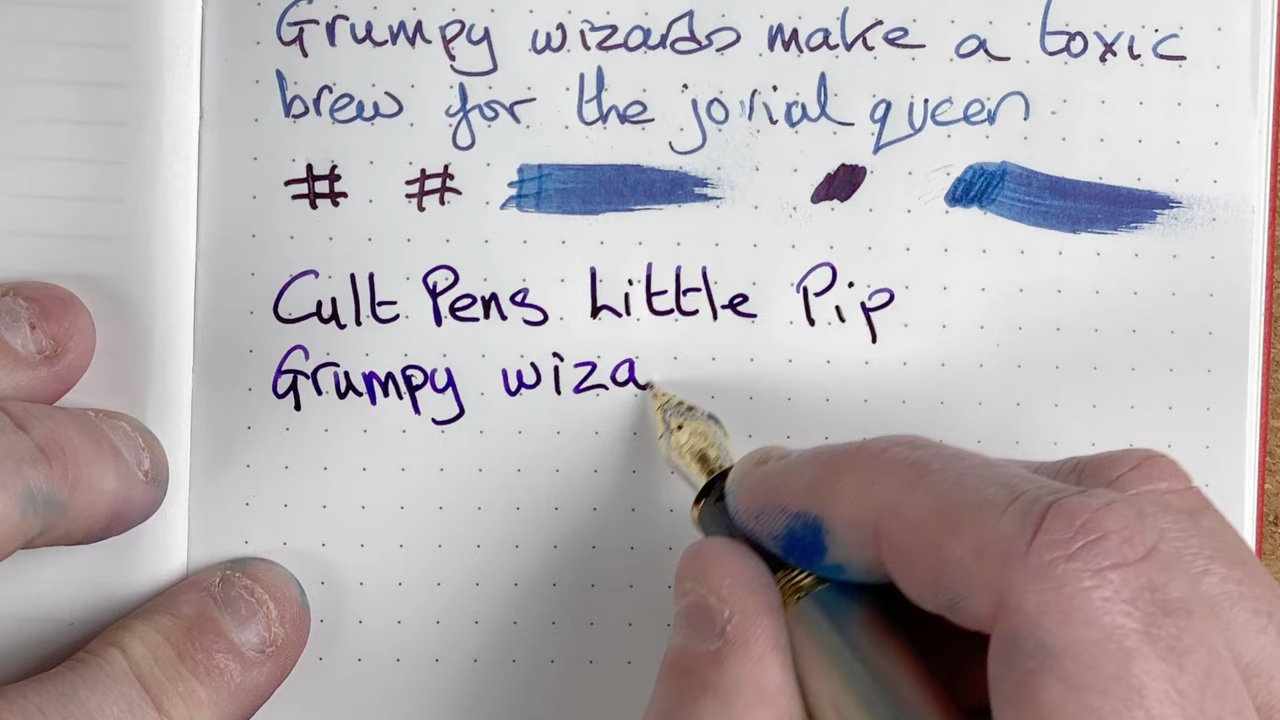 Grumpy wizards make a toxic
brew for the jovial queen
# #
Cult Pens Little Pip
Grumpy wiza